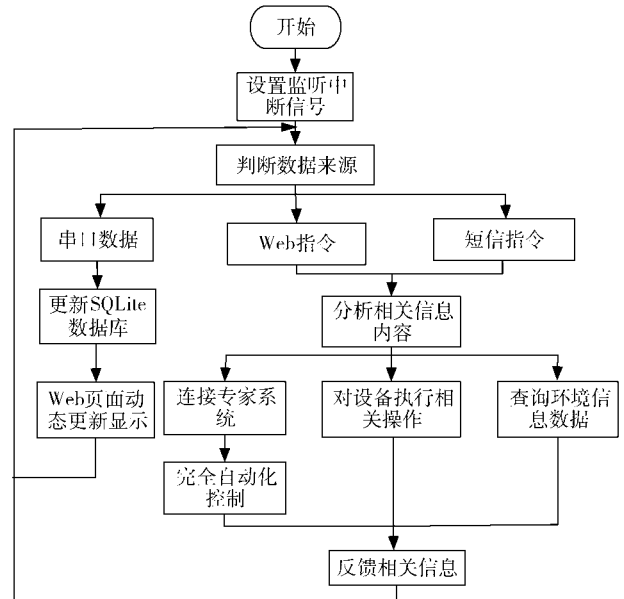 开始
设置监听中
断信号
判断数据来源
串口数据
Web指令
短信指令
更新SQLite
数据库
分析相关信息
内容
Web页面动
态更新显示
连接专家系
统
对设备执行相
关操作
查询环境信
息数据
完全自动化
控制
反馈相关信息